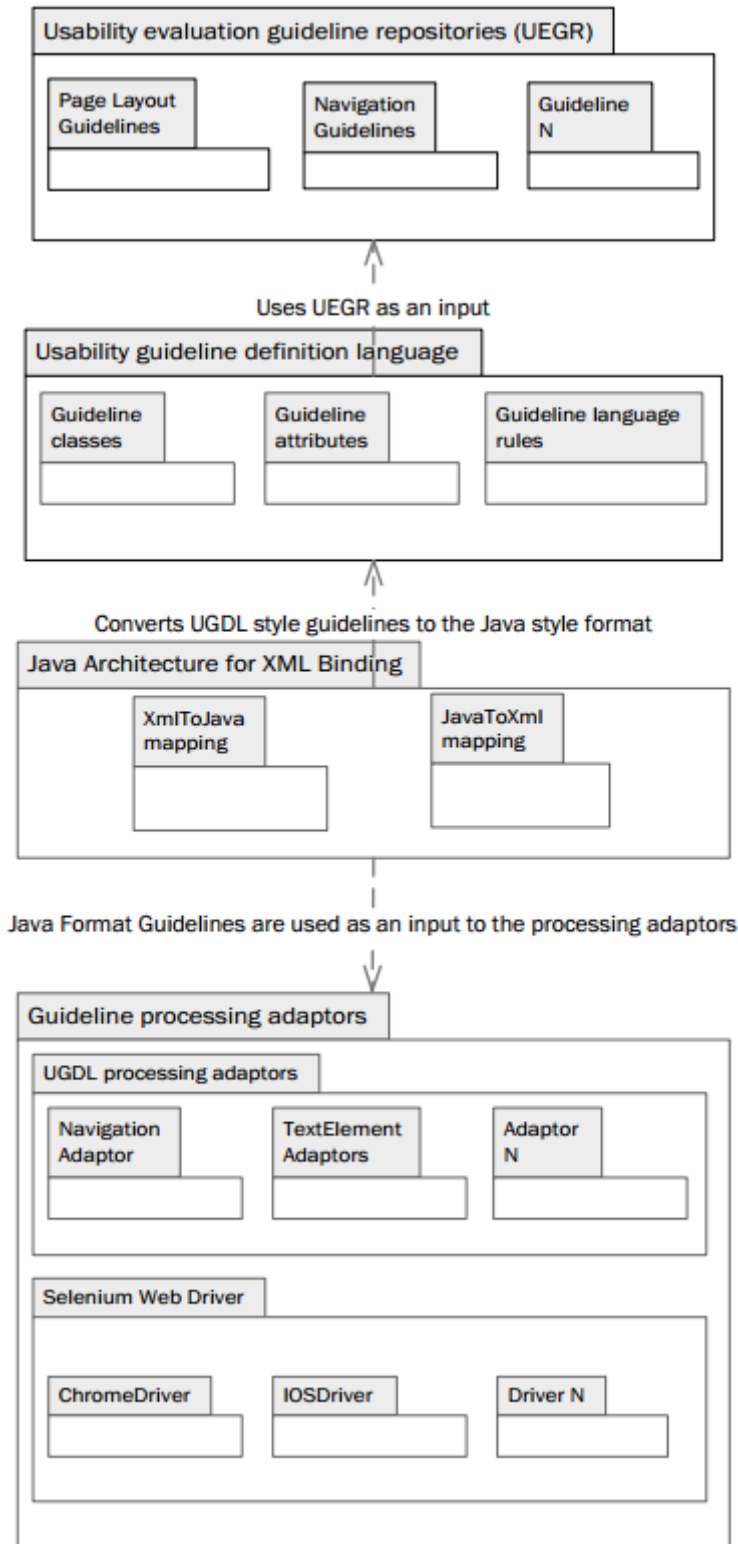 Usability evaluation guideline repositories (UEGR)
Page Layout
Guidelines
Navigation
Guidelines
Guideline
N
Uses UEGR as an input
Usability guideline definition language
Guideline
classes
Guideline
attributes
Guideline language
rules
Converts UGDL style guidelines to the Java style format
Java Architecture for XML Binding
XmlToJava
mapping
JavaToXml
mapping
Java Format Guidelines are used as an input to the processing adaptors
Guideline processing adaptors
UGDL processing adaptors
Navigation
Adaptor
TextElement
Adaptors
Adaptor
N
Selenium Web Driver
ChromeDriver
IOSDriver
Driver N